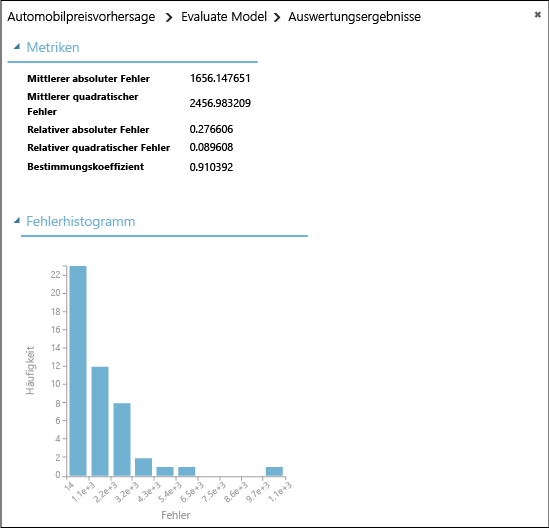 Automobilpreisvorhersage > Evaluate Model > Auswertungsergebnisse
Metriken
Mittlerer absoluter Fehler 1656.147651
Mittlerer quadratischer
Fehler 2456.983209
Relativer absoluter Fehler 0.276606
Relativer quadratischer Fehler 0.089608
Bestimmungskoeffizient 0.910392
Fehlerhistogramm
22
20
18
16
14
12
10
8
6
4
2
0
Häufigkeit
14 1.1e+3 2.2e+3 3.2e+3 4.3e+3 5.4e+3 6.5e+3 7.5e+3 8.6e+3 9.7e+3 1.1e+3
Fehler